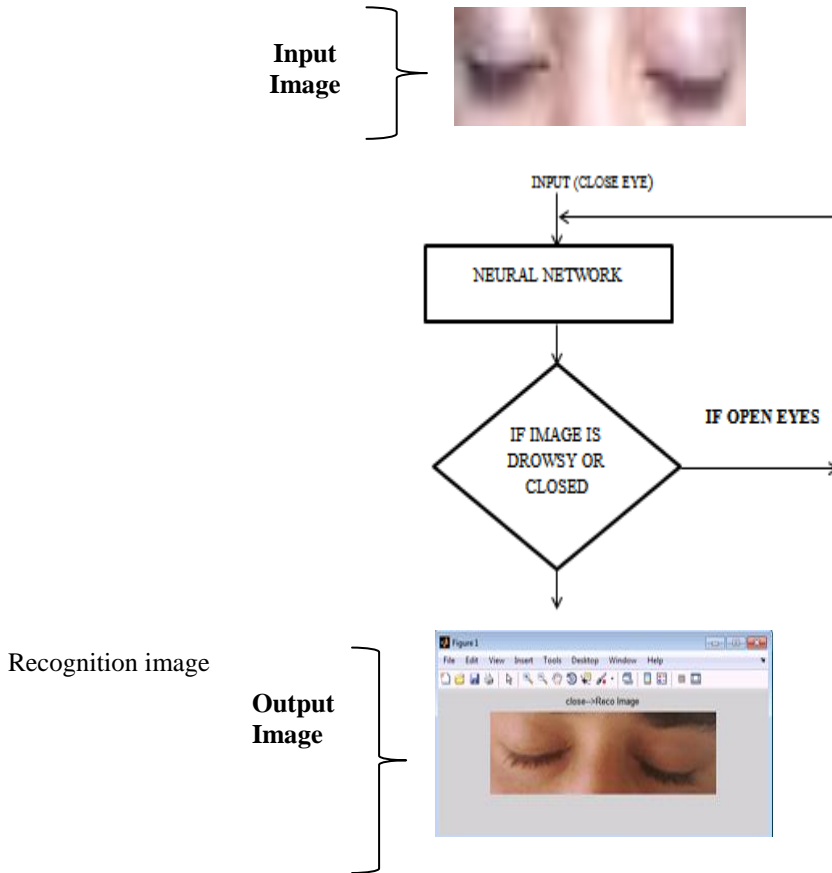 Input
Image
INPUT (CLOSE EYE)
NEURAL NETWORK
IF OPEN EYES
IF IMAGE IS
DROWSY OR
CLOSED
Figure 1
File Edit View Insert Tools Desktop Window Help
close-->Reco Image
Recognition image
Output
Image